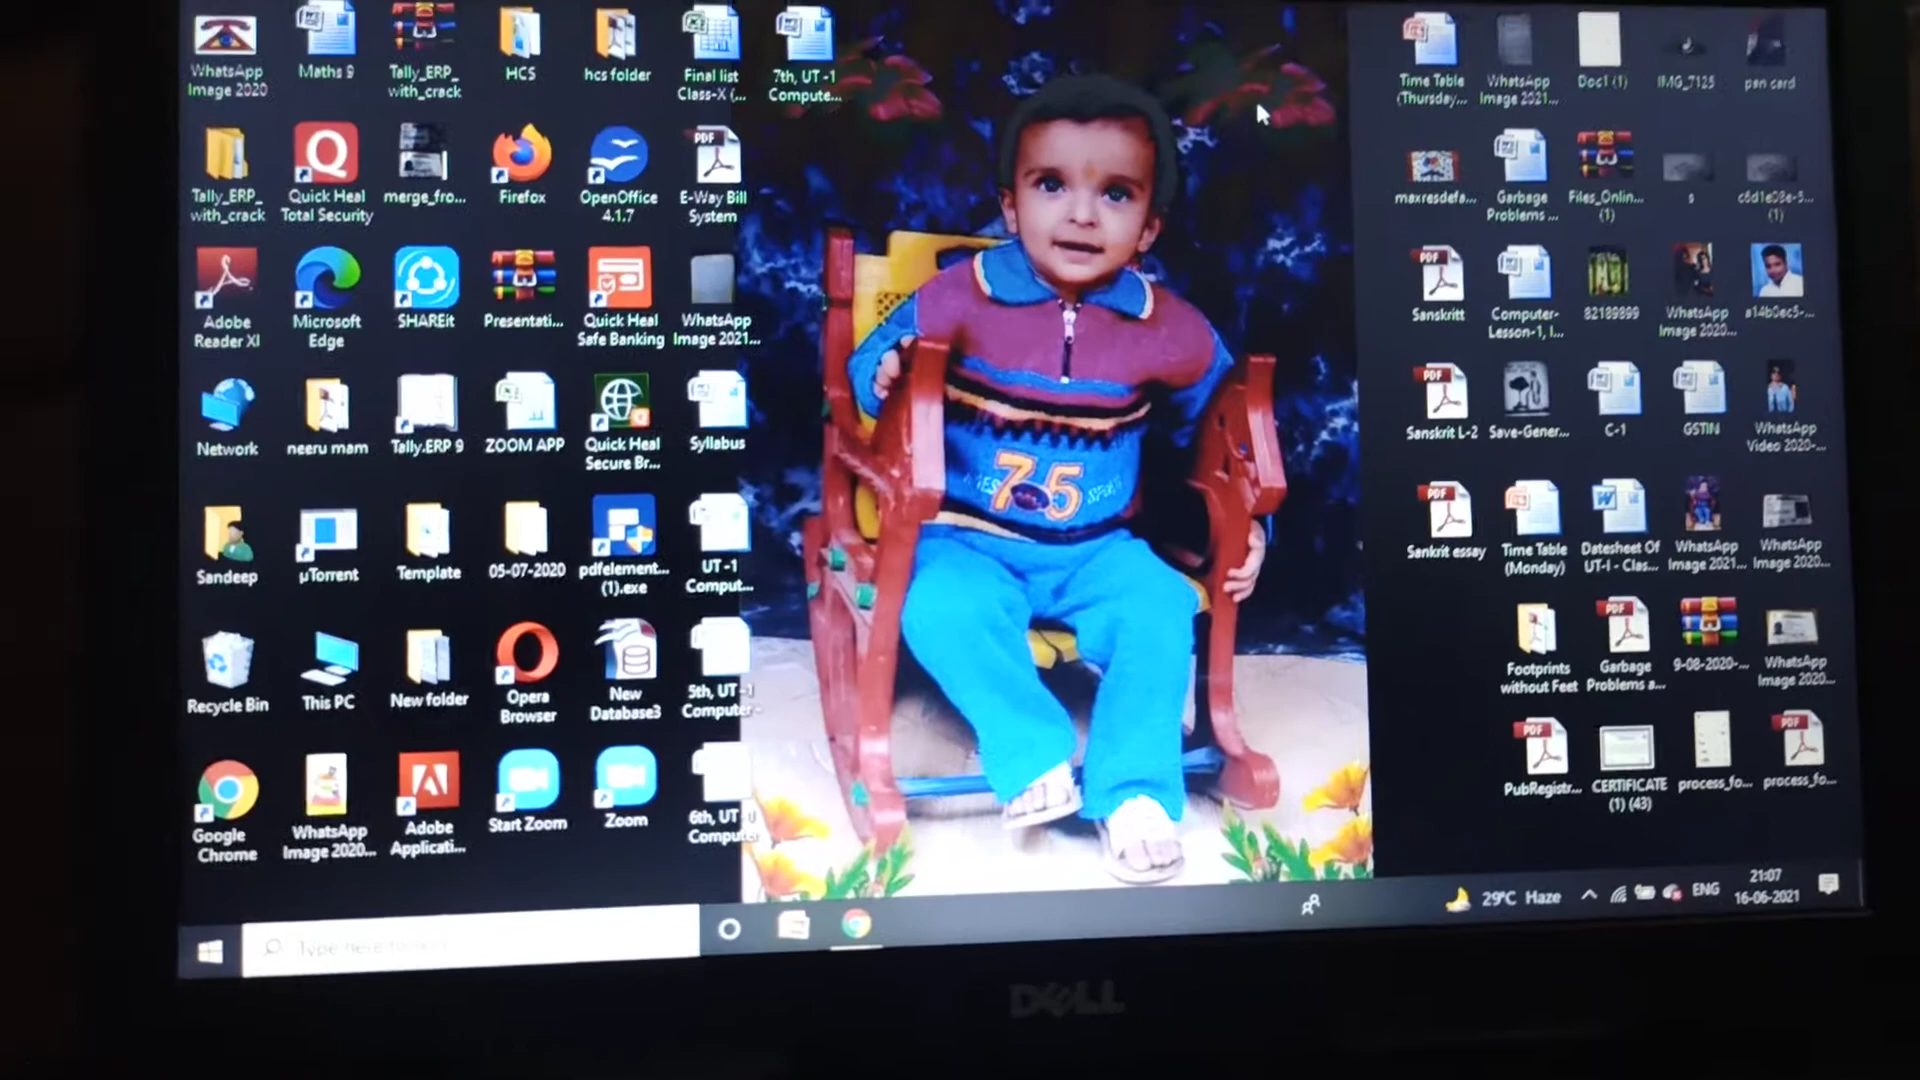 WhatsApp
Image 2020
Maths 9
Tally_ERP_
with_crack
HCS
hcs folder
Final list
Class-X (...
7th, UT -1
Compute...
Time Table
(Thursday...
WhatsApp
Image 2021...
Doc1 (1)
IMG_7125
pan card
Tally_ERP_
with_crack
Quick Heal
Total Security
merge_fro...
Firefox
OpenOffice
4.1.7
PDF
E-Way Bill
System
maxresdefa...
Garbage
Problems ...
Files_Onlin...
(1)
s
c6d1e08e-5...
(1)
Adobe
Reader XI
Microsoft
Edge
SHAREit
Presentati...
Quick Heal
Safe Banking
WhatsApp
Image 2021...
PDF
Sanskritt
Computer-
Lesson-1, I...
82189899
WhatsApp
Image 2020...
a14b0ec5-...
Network
neeru mam
Tally.ERP 9
ZOOM APP
Quick Heal
Secure Br...
Syllabus
PDF
Sanskrit L-2
Save-Gener...
C-1
GSTIN
WhatsApp
Video 2020-...
75
Sandeep
µTorrent
Template
05-07-2020
pdfelement...
(1).exe
UT -1
Comput...
PDF
Sankrit essay
Time Table
(Monday)
Datesheet Of
UT-I - Clas...
WhatsApp
Image 2021...
WhatsApp
Image 2020...
Recycle Bin
This PC
New folder
Opera
Browser
New
Database3
5th, UT -1
Computer -
Footprints
without Feet
PDF
Garbage
Problems a...
9-08-2020-...
WhatsApp
Image 2020...
Google
Chrome
WhatsApp
Image 2020...
Adobe
Applicati...
Start Zoom
Zoom
6th, UT -1
Computer
PDF
PubRegistr...
CERTIFICATE
(1) (43)
process_fo...
PDF
process_fo...
Type here to
29°C Haze
ENG
21:07
16-06-2021
DELL